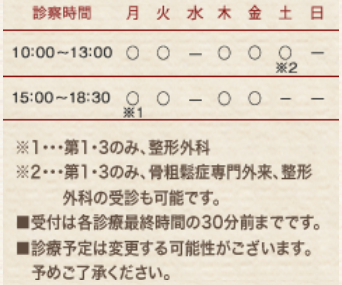 診察時間 月 火 水 木 金 土 日
10:00〜13:00 ○ ○ − ○ ○ ○ −
※2
15:00〜18:30 ○ ○ − ○ ○ − −
※1
※1・・・第1・3のみ、整形外科
※2・・・第1・3のみ、骨粗鬆症専門外来、整形
外科の受診も可能です。
■受付は各診療最終時間の30分前までです。
■診療予定は変更する可能性がございます。
予めご了承ください。